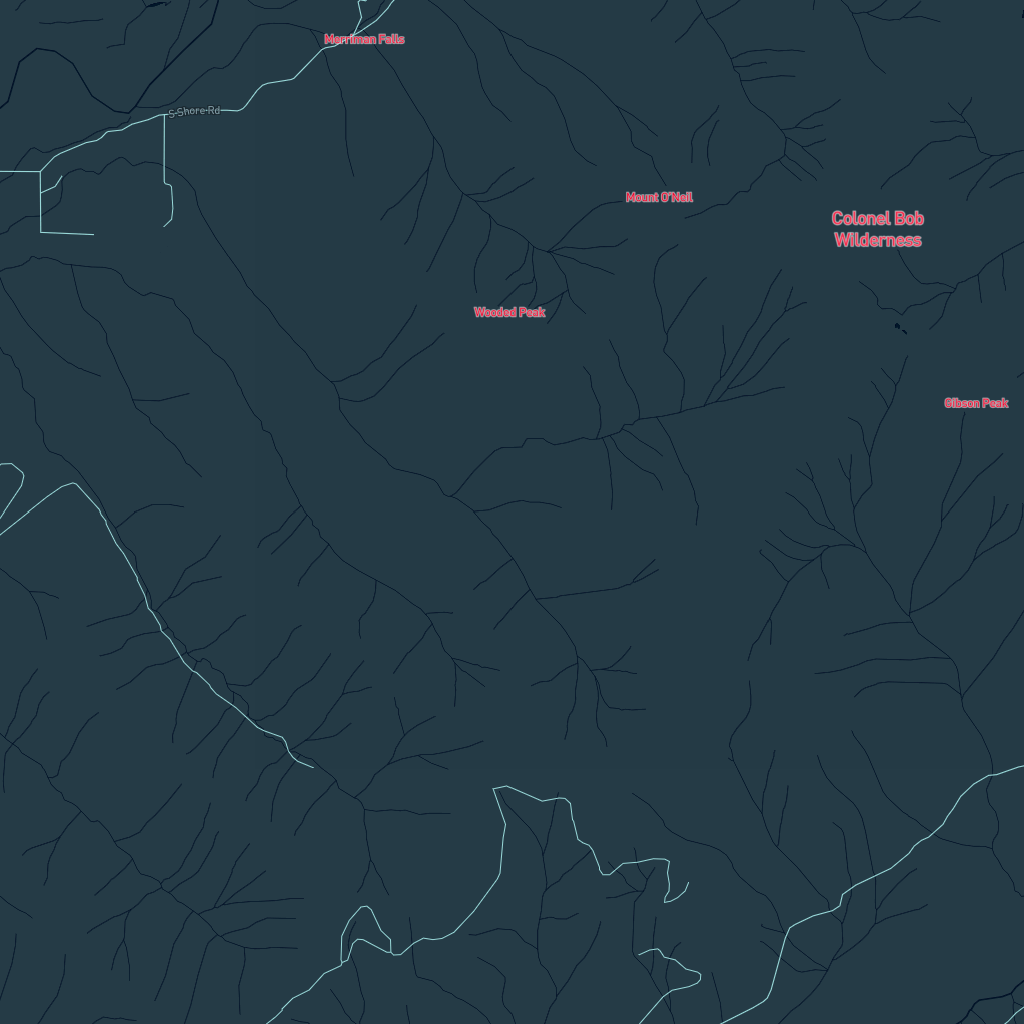 Merriman Falls
S Shore Rd
Mount O'Neil
Colonel Bob
Wilderness
Wooded Peak
Gibson Peak